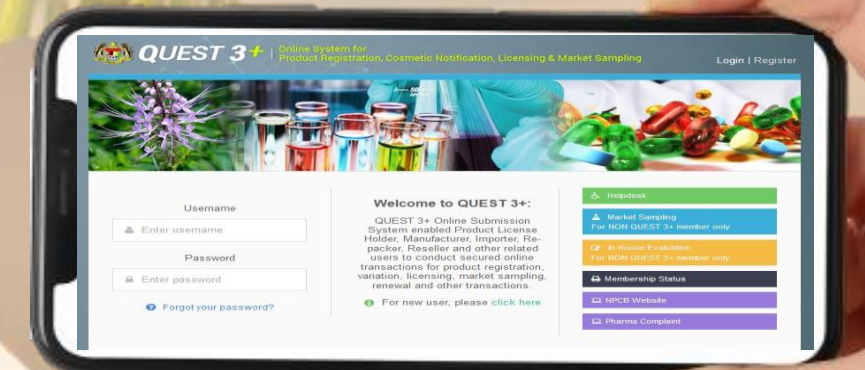 QUEST 3+
Online System for
Product Registration, Cosmetic Notification, Licensing & Market Sampling
Login | Register
Username
Enter username
Password
Enter password
Forgot your password?
Welcome to QUEST 3+:
QUEST 3+ Online Submission
System enabled Product License
Holder, Manufacturer, Importer, Re-
packer, Reseller and other related
users to conduct secured online
transactions for product registration,
variation, licensing, market sampling,
renewal and other transactions.
For new user, please click here
Helpdesk
Market Sampling
For NON QUEST 3+ member only
In House Evaluation
For NON QUEST 3+ member only
Membership Status
NPCB Website
Pharma Complaint